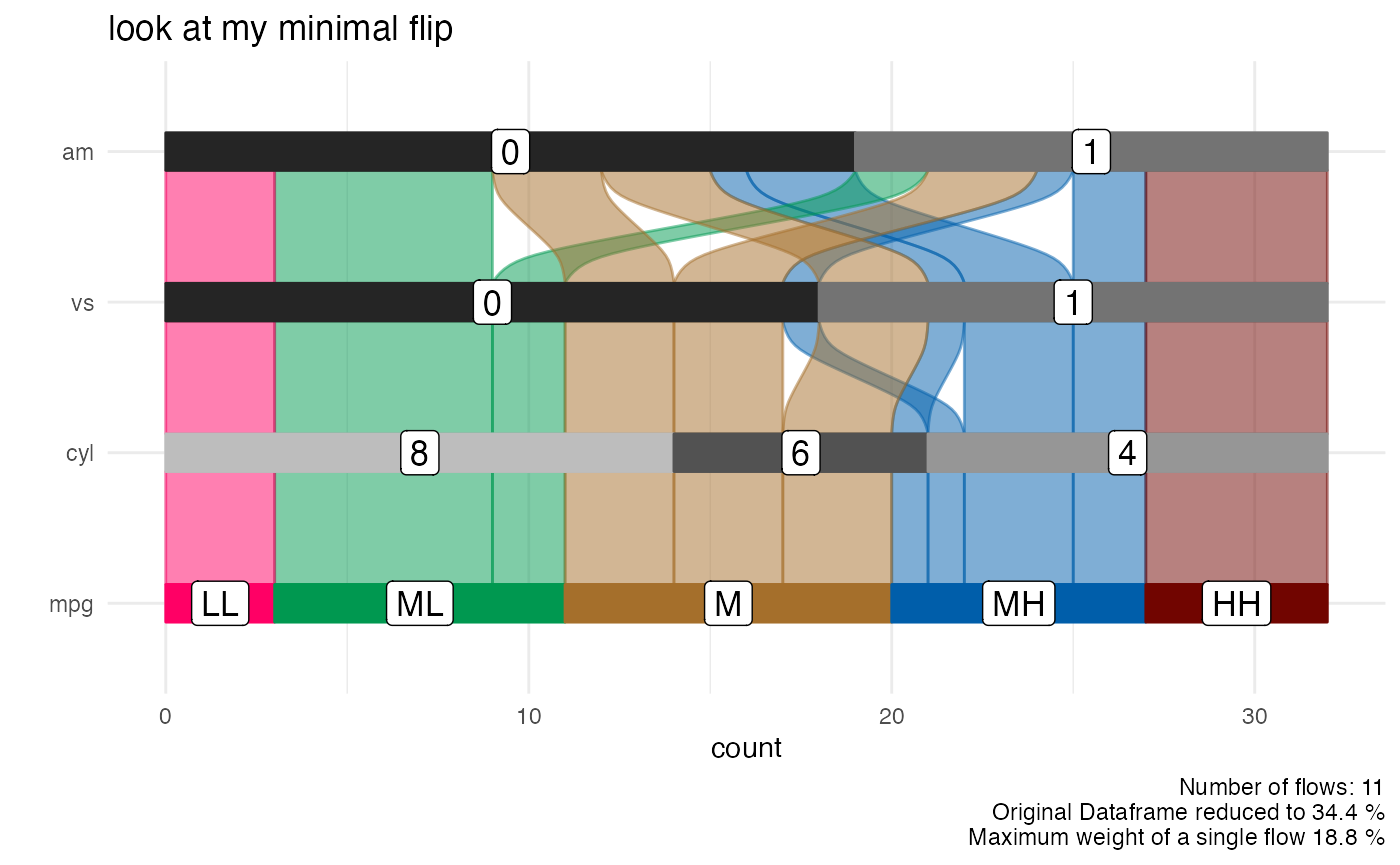 look at my minimal flip
am
0
1
vs
0
1
cyl
8
6
4
mpg
LL
ML
M
MH
HH
0
10
20
30
count
Number of flows: 11
Original Dataframe reduced to 34.4 %
Maximum weight of a single flow 18.8 %